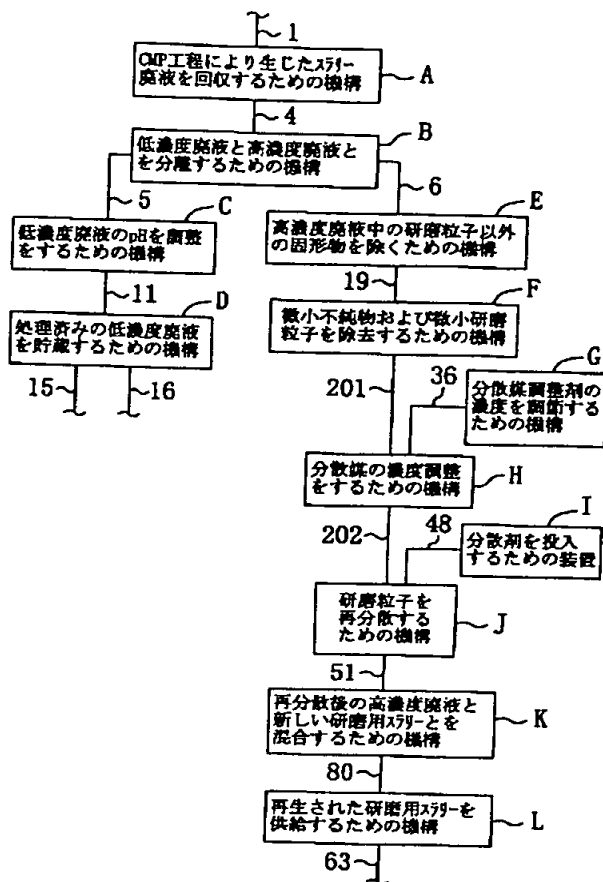 1
CMP工程により生じたスラリー
廃液を回収するための機構
A
4
B
低濃度廃液と高濃度廃液と
を分離するための機構
5
6
C
低濃度廃液のpHを調整
をするための機構
E
高濃度廃液中の研磨粒子以外
の固形物を除くための機構
11
19
D
処理済みの低濃度廃液
を貯蔵するための機構
F
微小不純物および微小研磨
粒子を除去するための機構
15
16
201
36
G
分散媒調整剤の
濃度を調節する
ための機構
分散媒の濃度調整
をするための機構
H
202
48
I
分散剤を投入
するための装置
研磨粒子を
再分散する
ための機構
J
51
再分散後の高濃度廃液と
新しい研磨用スラリーとを
混合するための機構
K
80
再生された研磨用スラリーを
供給するための機構
L
63